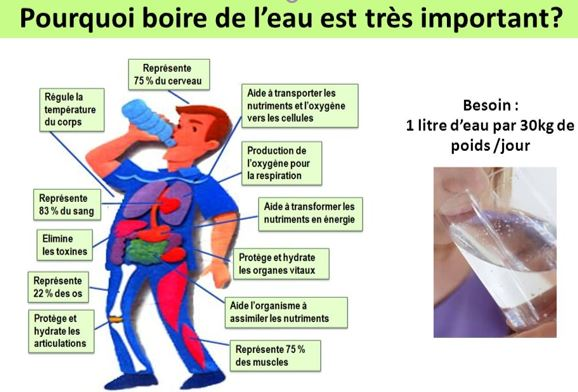 Pourquoi boire de l'eau est très important?
Représente
75 % du cerveau
Régule la
température
du corps
Aide à transporter les
nutriments et l'oxygène
vers les cellules
Production de
l'oxygène pour
la respiration
Représente
83 % du sang
Aide à transformer les
nutriments en énergie
Elimine
les toxines
Protège et hydrate
les organes vitaux
Représente
22 % des os
Aide l'organisme à
assimiler les nutriments
Protège et
hydrate les
articulations
Représente 75 %
des muscles
Besoin :
1 litre d'eau par 30kg de
poids /jour